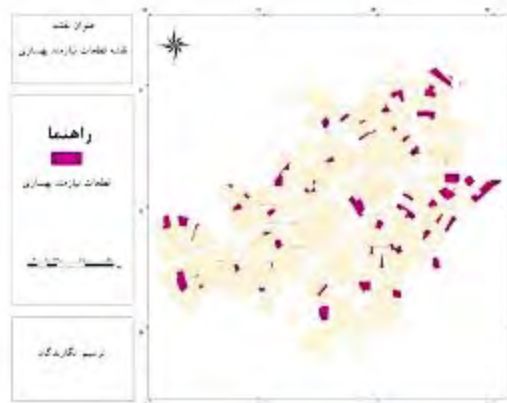 عنوان نقشه
نقشه قطعات نیازمند بهسازی
راهنما
قطعات نیازمند بهسازی
ترسیم: نگارندگان